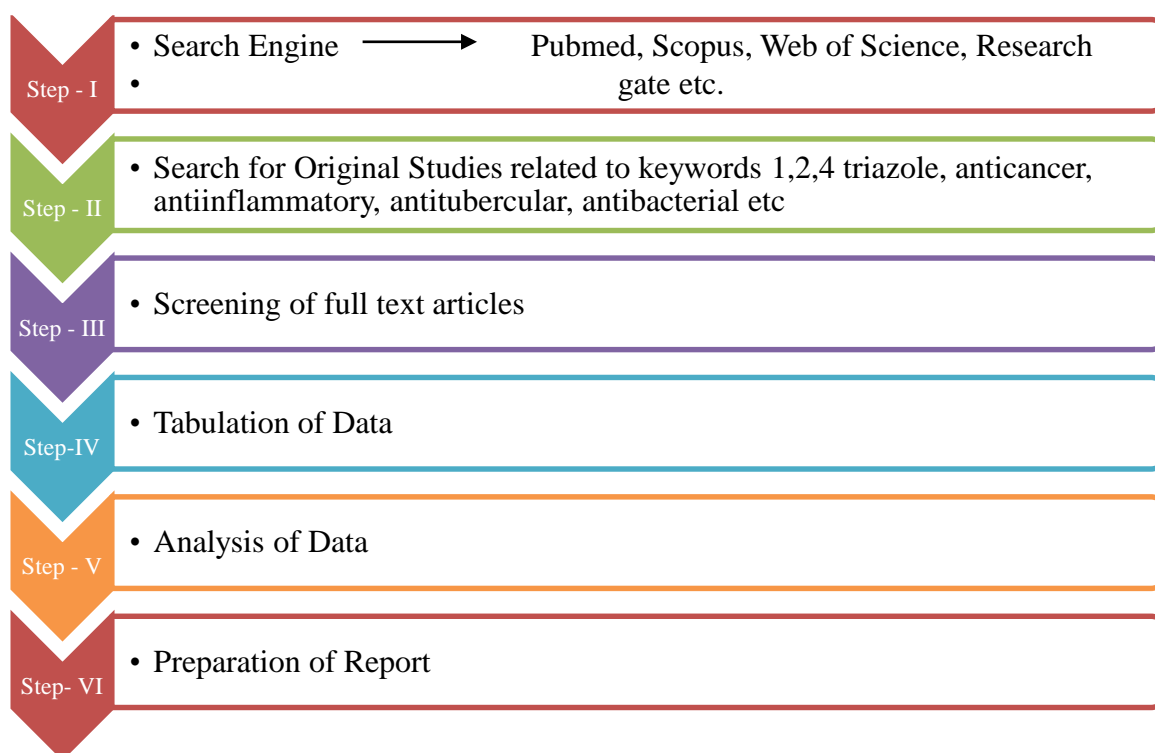 Step - I
• Search Engine Pubmed, Scopus, Web of Science, Research
• gate etc.
Step - II
• Search for Original Studies related to keywords 1,2,4 triazole, anticancer,
antiinflammatory, antitubercular, antibacterial etc
Step - III
• Screening of full text articles
Step-IV
• Tabulation of Data
Step - V
• Analysis of Data
Step- VI
• Preparation of Report